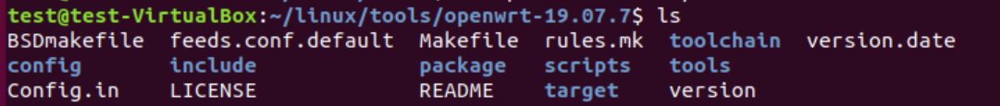 test@test-VirtualBox:~/linux/tools/openwrt-19.07.7$ ls
BSDmakefile feeds.conf.default Makefile rules.mk toolchain version.date
config include package scripts tools
Config.in LICENSE README target version